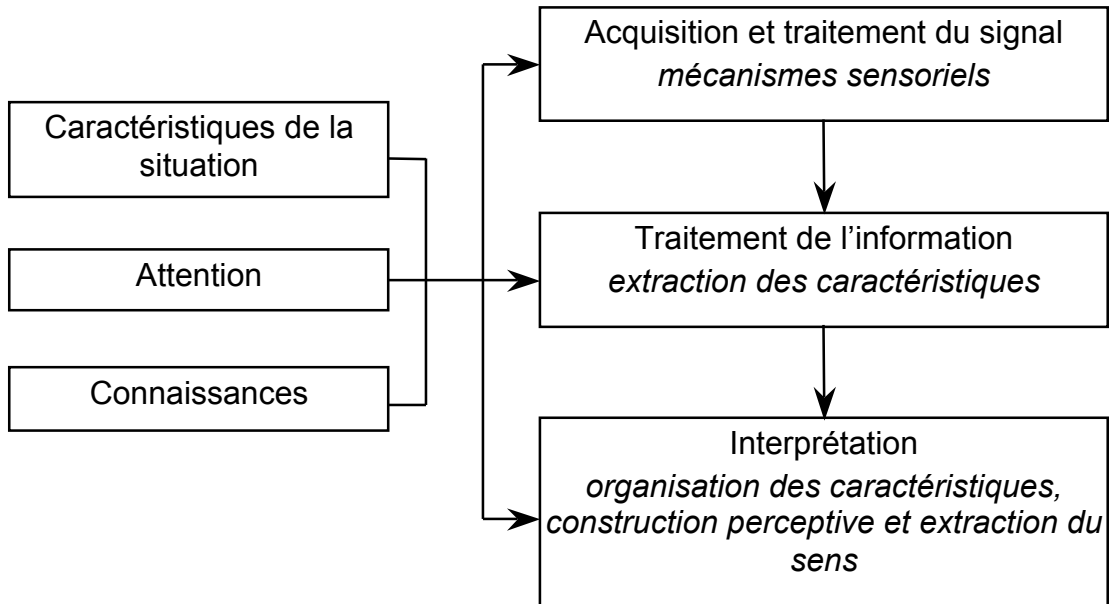 Acquisition et traitement du signal
mécanismes sensoriels
Caractéristiques de la
situation
Traitement de l’information
extraction des caractéristiques
Attention
Connaissances
Interprétation
organisation des caractéristiques,
construction perceptive et extraction du
sens